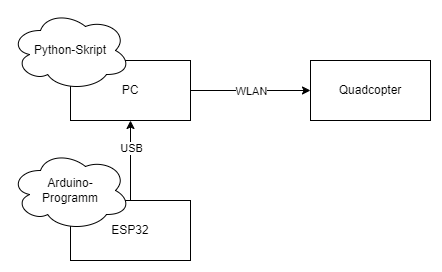 Python-Skript
PC
WLAN
Quadcopter
USB
Arduino-
Programm
ESP32